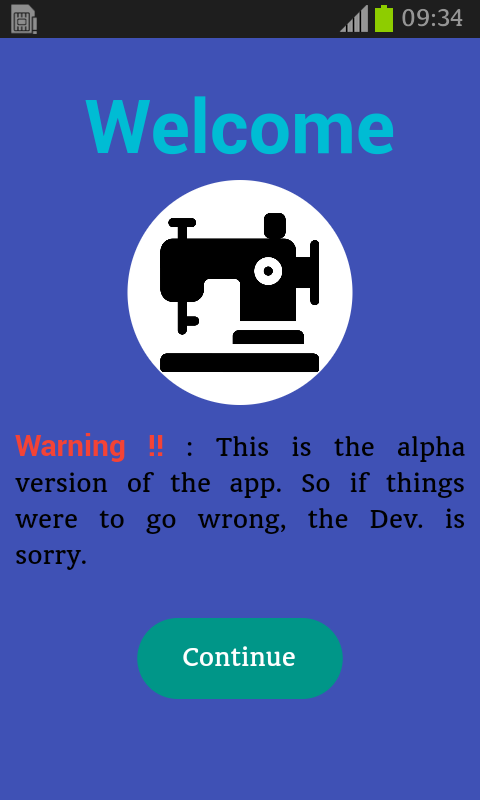 09:34
Welcome
Warning !! : This is the alpha
version of the app. So if things
were to go wrong, the Dev. is
sorry.
Continue